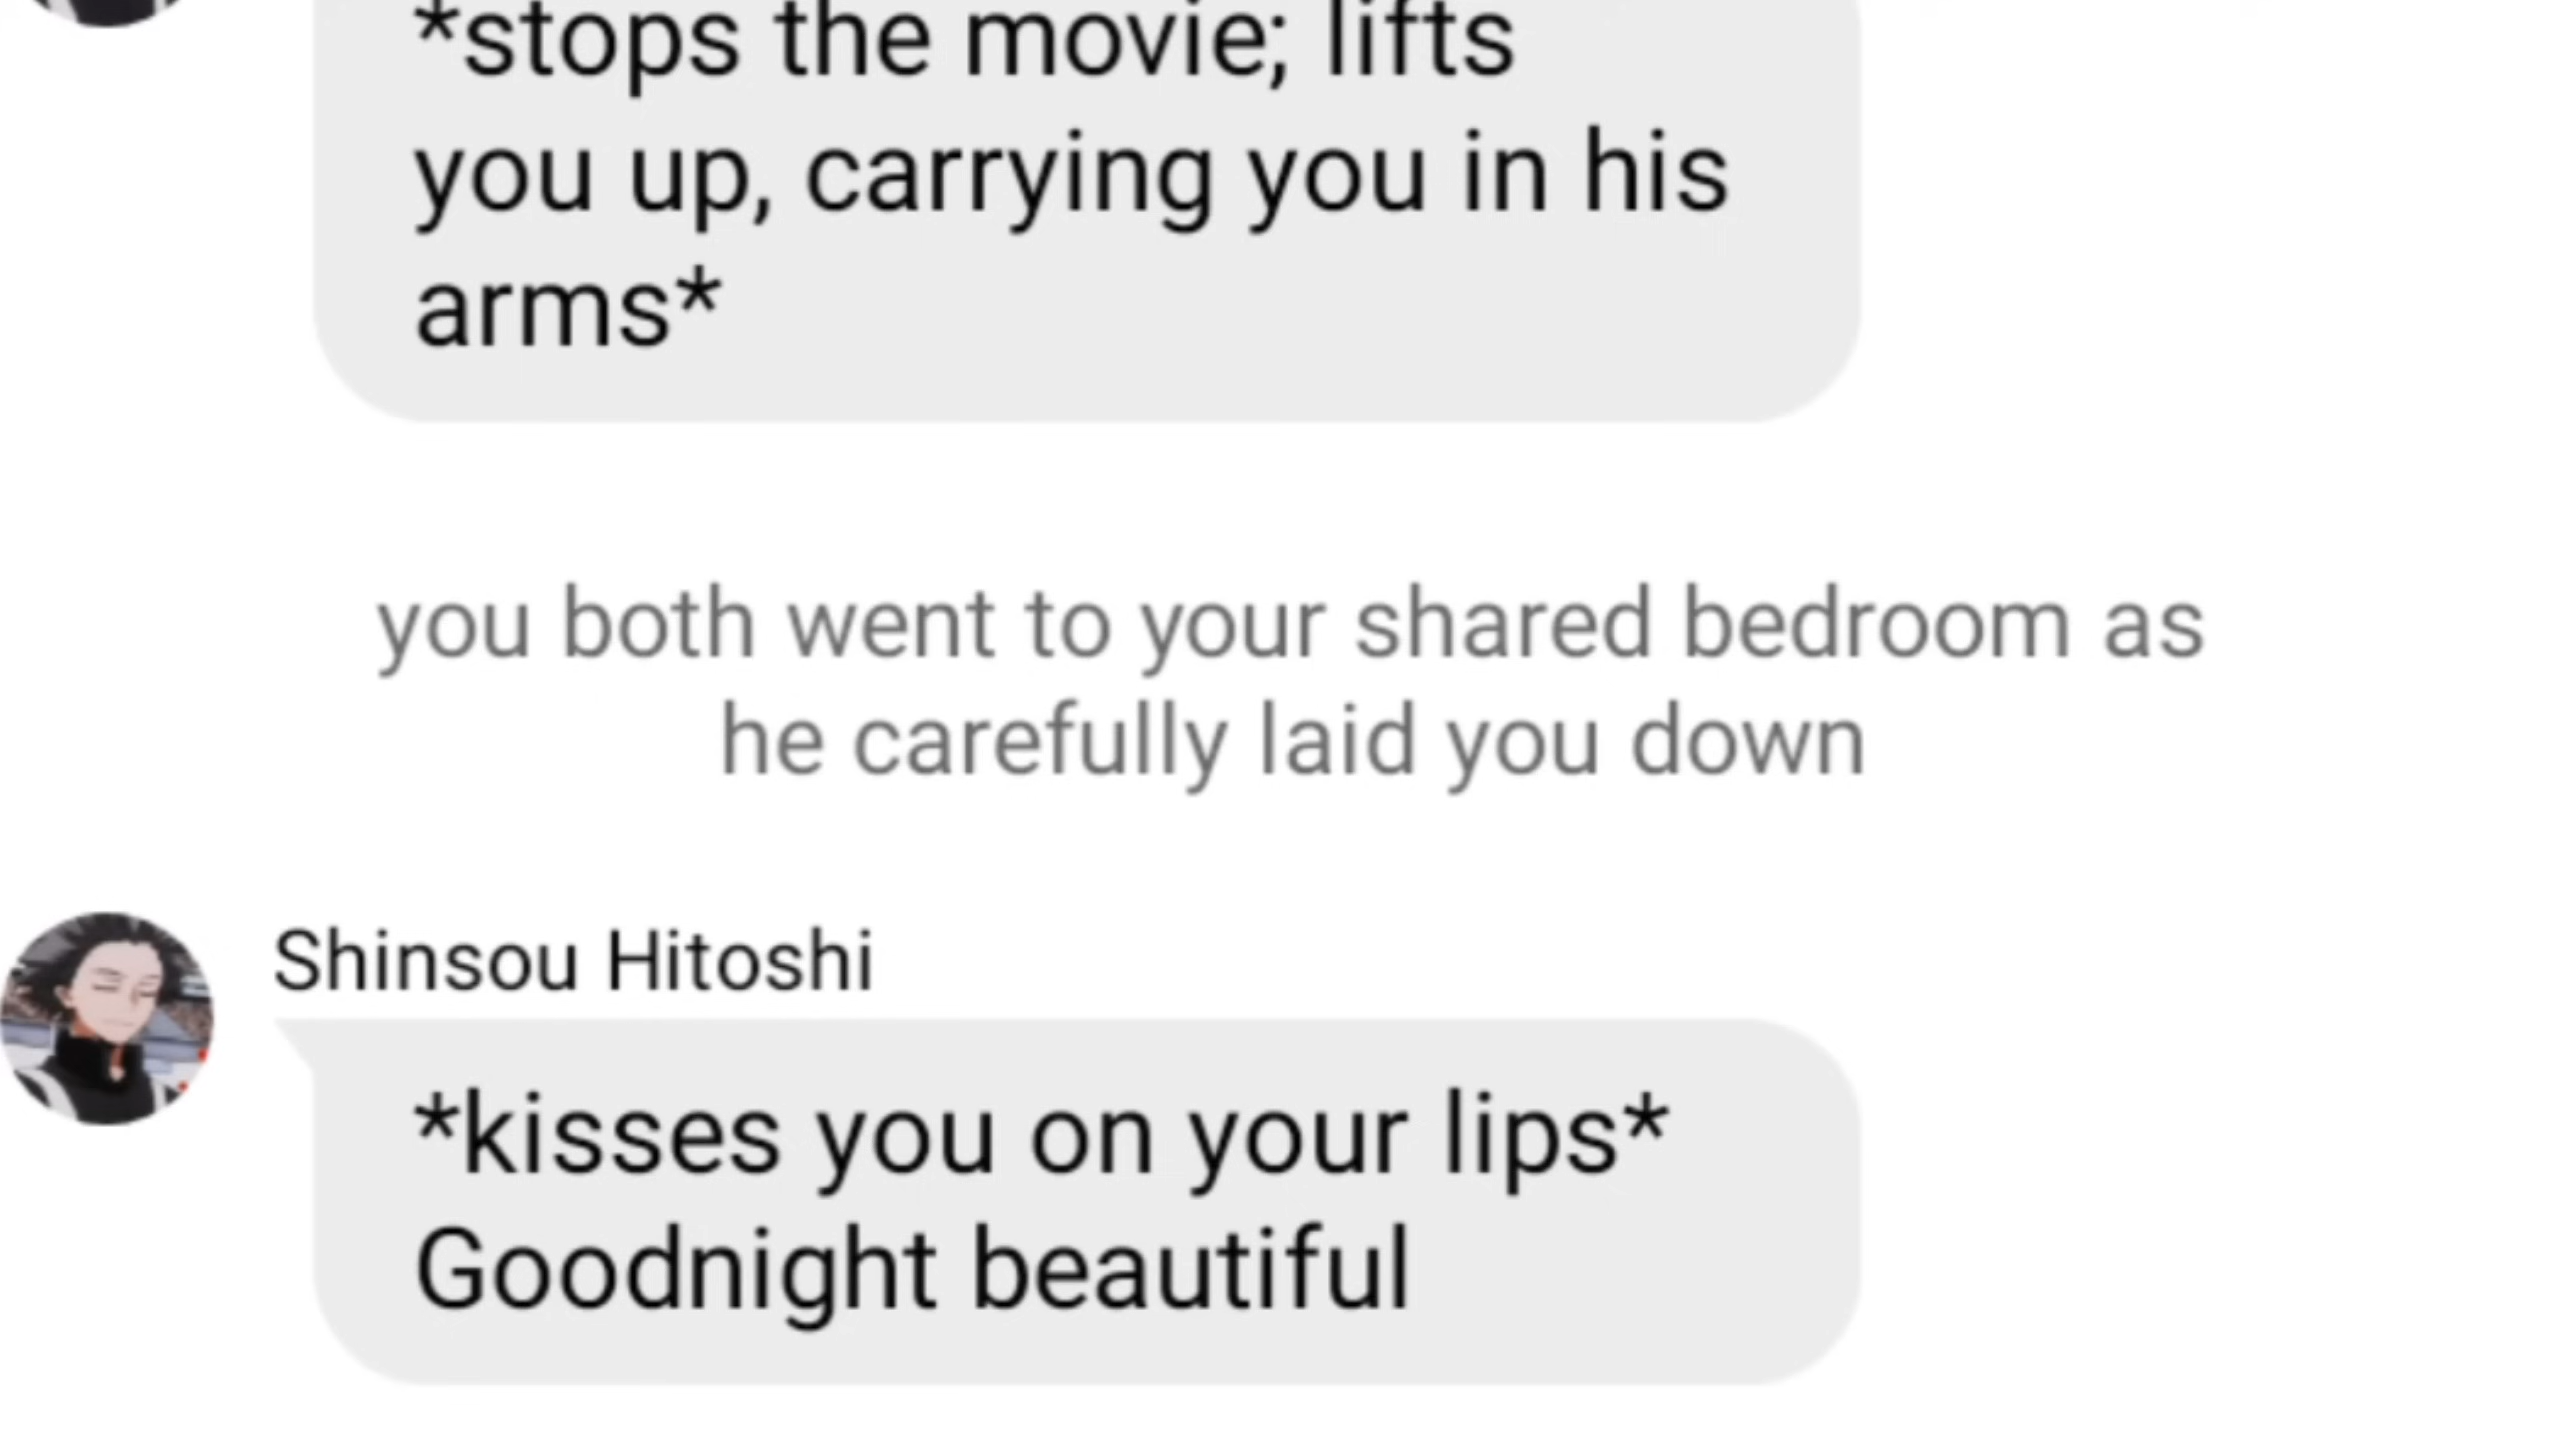 *stops the movie; lifts
you up, carrying you in his
arms*
you both went to your shared bedroom as
he carefully laid you down
Shinsou Hitoshi
*kisses you on your lips*
Goodnight beautiful